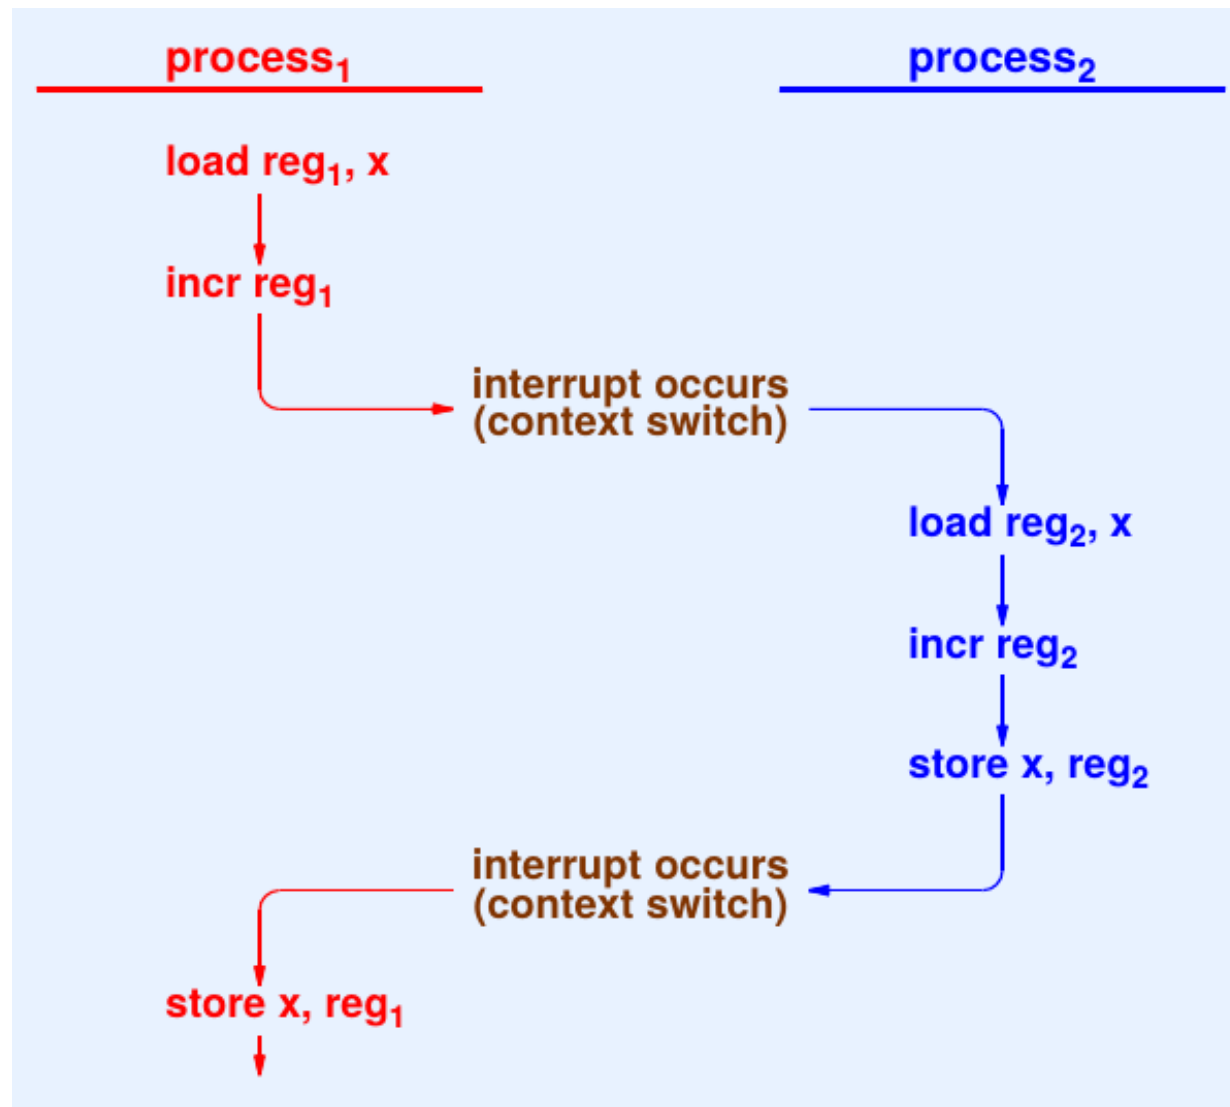 process₁
process₂
load reg₁, x
incr reg₁
interrupt occurs
(context switch)
load reg₂, x
incr reg₂
store x, reg₂
interrupt occurs
(context switch)
store x, reg₁